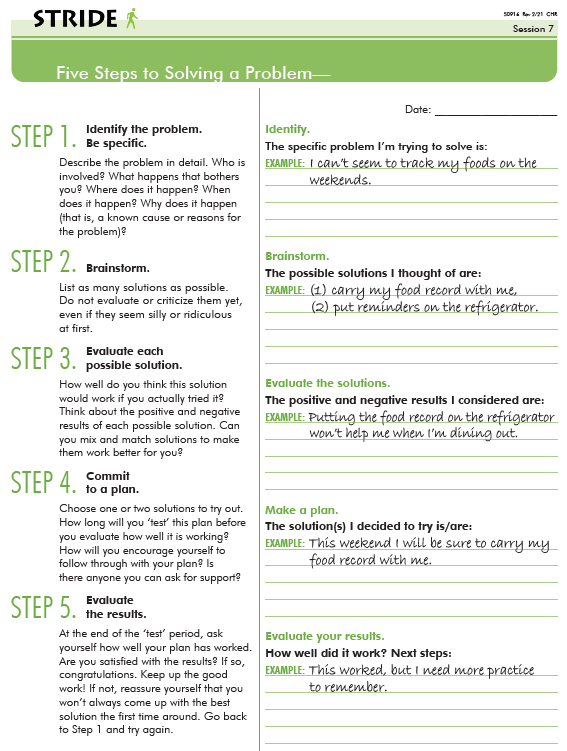 STRIDE
S0916 Rev 2/21 CHR
Session 7
Five Steps to Solving a Problem—
Date:
STEP 1.
Identify the problem.
Be specific.
Describe the problem in detail. Who is
involved? What happens that bothers
you? Where does it happen? When
does it happen? Why does it happen
(that is, a known cause or reasons for
the problem)?
Identify.
The specific problem I'm trying to solve is:
EXAMPLE: I can't seem to track my foods on the
weekends.
STEP 2.
Brainstorm.
List as many solutions as possible.
Do not evaluate or criticize them yet,
even if they seem silly or ridiculous
at first.
Brainstorm.
The possible solutions I thought of are:
EXAMPLE: (1) carry my food record with me,
(2) put reminders on the refrigerator.
STEP 3.
Evaluate each
possible solution.
How well do you think this solution
would work if you actually tried it?
Think about the positive and negative
results of each possible solution. Can
you mix and match solutions to make
them work better for you?
Evaluate the solutions.
The positive and negative results I considered are:
EXAMPLE: Putting the food record on the refrigerator
won't help me when I'm dining out.
STEP 4.
Commit
to a plan.
Choose one or two solutions to try out.
How long will you 'test' this plan before
you evaluate how well it is working?
How will you encourage yourself to
follow through with your plan? Is
there anyone you can ask for support?
Make a plan.
The solution(s) I decided to try is/are:
EXAMPLE: This weekend I will be sure to carry my
food record with me.
STEP 5.
Evaluate
the results.
At the end of the 'test' period, ask
yourself how well your plan has worked.
Are you satisfied with the results? If so,
congratulations. Keep up the good
work! If not, reassure yourself that you
won't always come up with the best
solution the first time around. Go back
to Step 1 and try again.
Evaluate your results.
How well did it work? Next steps:
EXAMPLE: This worked, but I need more practice
to remember.